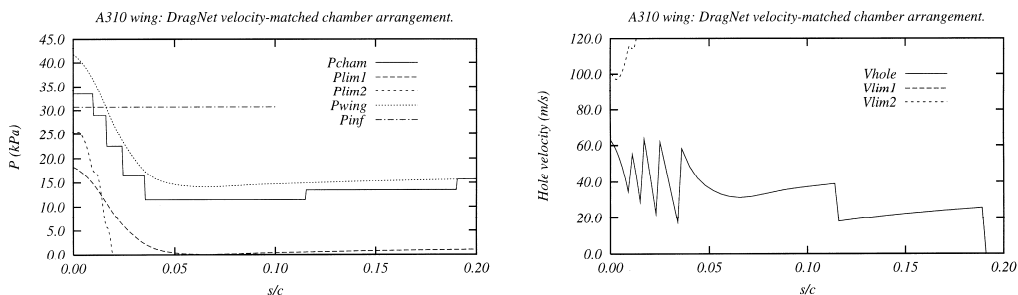 A310 wing: DragNet velocity-matched chamber arrangement.
45.0
40.0
35.0
30.0
25.0
20.0
15.0
10.0
5.0
0.0
P (kPa)
0.00
0.05
0.10
0.15
0.20
s/c
Pcham
Plim1
Plim2
Pwing
Pinf
A310 wing: DragNet velocity-matched chamber arrangement.
120.0
100.0
80.0
60.0
40.0
20.0
0.0
Hole velocity (m/s)
0.00
0.05
0.10
0.15
0.20
s/c
Vhole
Vlim1
Vlim2